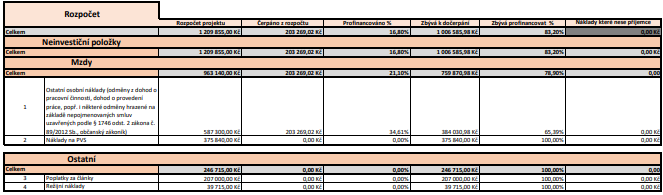 Rozpočet
Rozpočet projektu Čerpáno z rozpočtu Profinancováno % Zbývá k dočerpání Zbývá profinancovat % Náklady které nese příjemce
Celkem 1 209 855,00 Kč 203 269,02 Kč 16,80% 1 006 585,98 Kč 83,20% 0,00 Kč
Neinvestiční položky
1 209 855,00 Kč 203 269,02 Kč 16,80% 1 006 585,98 Kč 83,20% 0,00 Kč
Mzdy
Celkem 963 140,00 Kč 203 269,02 Kč 21,10% 759 870,98 Kč 78,90% 0,00
Ostatní osobní náklady (odměny z dohod o
pracovní činnosti, dohod o provedení
práce, popř. i některé odměny hrazené na
základě nepojmenovaných smluv
uzavřených podle § 1746 odst. 2 zákona č.
1 89/2012 Sb., občanský zákoník) 587 300,00 Kč 203 269,02 Kč 34,61% 384 030,98 Kč 65,39% 0,00 Kč
2 Náklady na PVS 375 840,00 Kč 0,00 Kč 0,00% 375 840,00 Kč 100,00% 0,00 Kč
Ostatní
Celkem 246 715,00 Kč 0,00 Kč 0,00% 246 715,00 Kč 100,00% 0,00 Kč
3 Poplatky za články 207 000,00 Kč 0,00 Kč 0,00% 207 000,00 Kč 100,00% 0,00 Kč
4 Režijní náklady 39 715,00 Kč 0,00 Kč 0,00% 39 715,00 Kč 100,00% 0,00 Kč